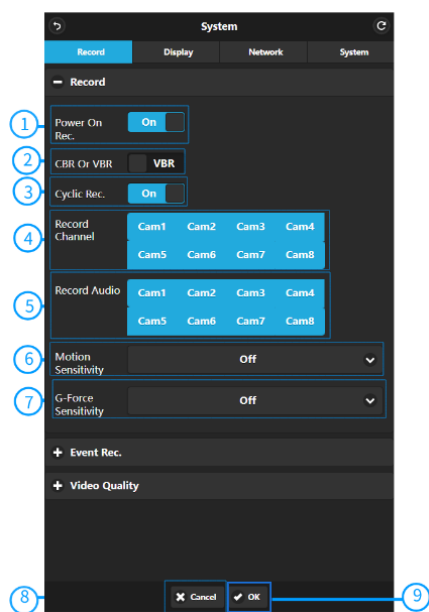 System
Record Display Network System
Record
1 Power On On
Rec.
2 CBR Or VBR VBR
3 Cyclic Rec. On
4 Record Cam1 Cam2 Cam3 Cam4
Channel
Cam5 Cam6 Cam7 Cam8
5 Record Audio Cam1 Cam2 Cam3 Cam4
Cam5 Cam6 Cam7 Cam8
6 Motion Off
Sensitivity
7 G-Force Off
Sensitivity
Event Rec.
Video Quality
8 Cancel OK 9